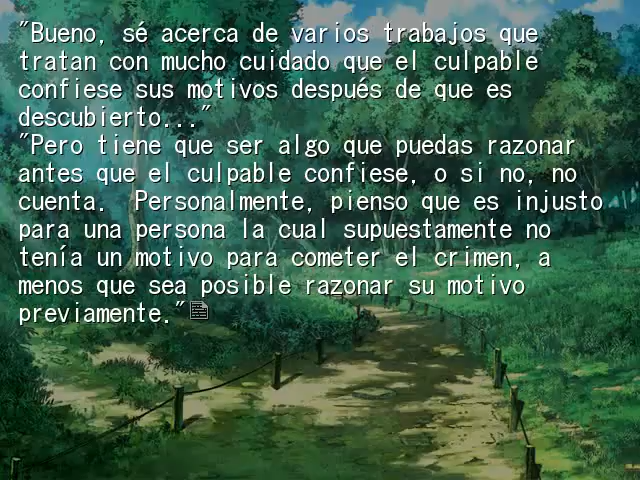 "Bueno, sé acerca de varios trabajos que
tratan con mucho cuidado que el culpable
confiese sus motivos después de que es
descubierto..."
"Pero tiene que ser algo que puedas razonar
antes que el culpable confiese, o si no, no
cuenta.  Personalmente, pienso que es injusto
para una persona la cual supuestamente no
tenía un motivo para cometer el crimen, a
menos que sea posible razonar su motivo
previamente."